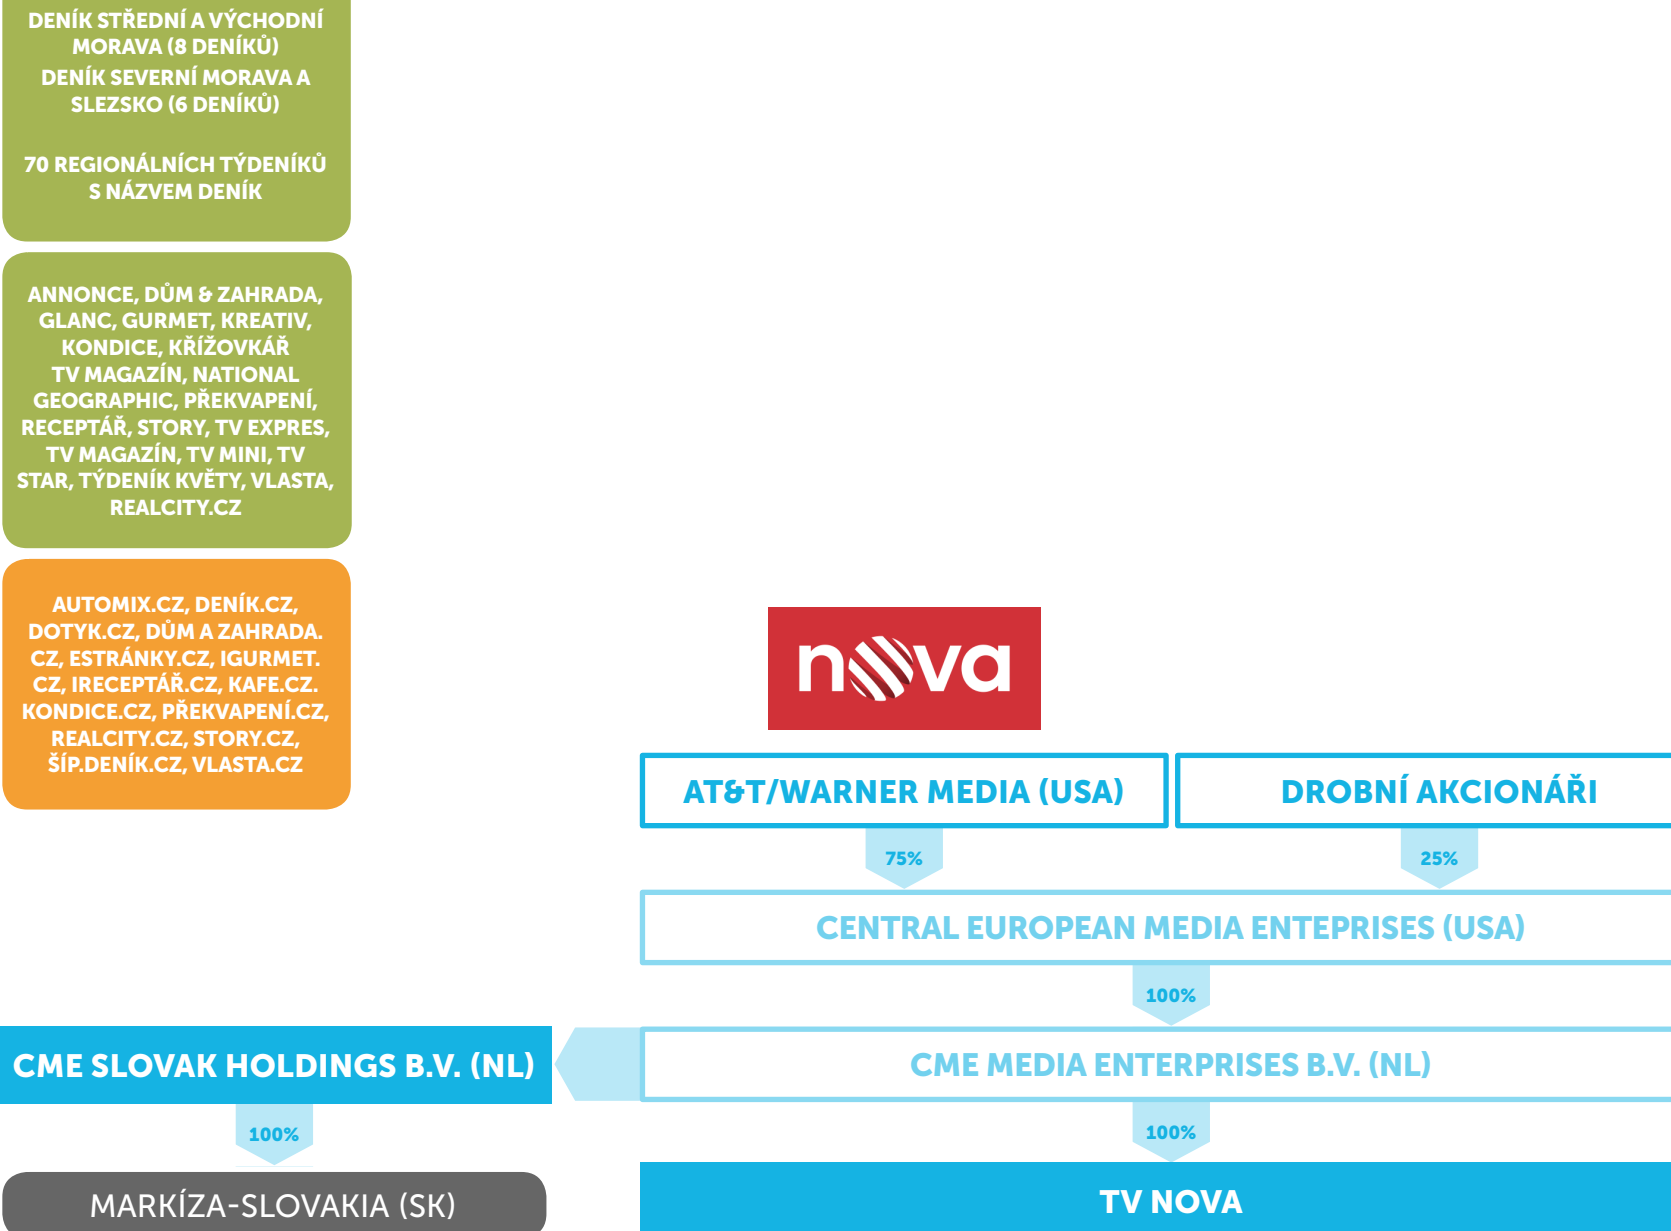 DENÍK STŘEDNÍ A VÝCHODNÍ
MORAVA (8 DENÍKŮ)
DENÍK SEVERNÍ MORAVA A
SLEZSKO (6 DENÍKŮ)
70 REGIONÁLNÍCH TÝDENÍKŮ
S NÁZVEM DENÍK
ANNONCE, DŮM & ZAHRADA,
GLANC, GURMET, KREATIV,
KONDICE, KŘÍŽOVKÁŘ
TV MAGAZÍN, NATIONAL
GEOGRAPHIC, PŘEKVAPENÍ,
RECEPTÁŘ, STORY, TV EXPRES,
TV MAGAZÍN, TV MINI, TV
STAR, TÝDENÍK KVĚTY, VLASTA,
REALCITY.CZ
AUTOMIX.CZ, DENÍK.CZ,
DOTYK.CZ, DŮM A ZAHRADA.
CZ, ESTRÁNKY.CZ, IGURMET.
CZ, IRECEPTÁŘ.CZ, KAFE.CZ.
KONDICE.CZ, PŘEKVAPENÍ.CZ,
REALCITY.CZ, STORY.CZ,
ŠÍP.DENÍK.CZ, VLASTA.CZ
nova
AT&T/WARNER MEDIA (USA)
DROBNÍ AKCIONÁŘI
75%
25%
CENTRAL EUROPEAN MEDIA ENTEPRISES (USA)
100%
CME SLOVAK HOLDINGS B.V. (NL)
CME MEDIA ENTERPRISES B.V. (NL)
100%
100%
MARKÍZA-SLOVAKIA (SK)
TV NOVA